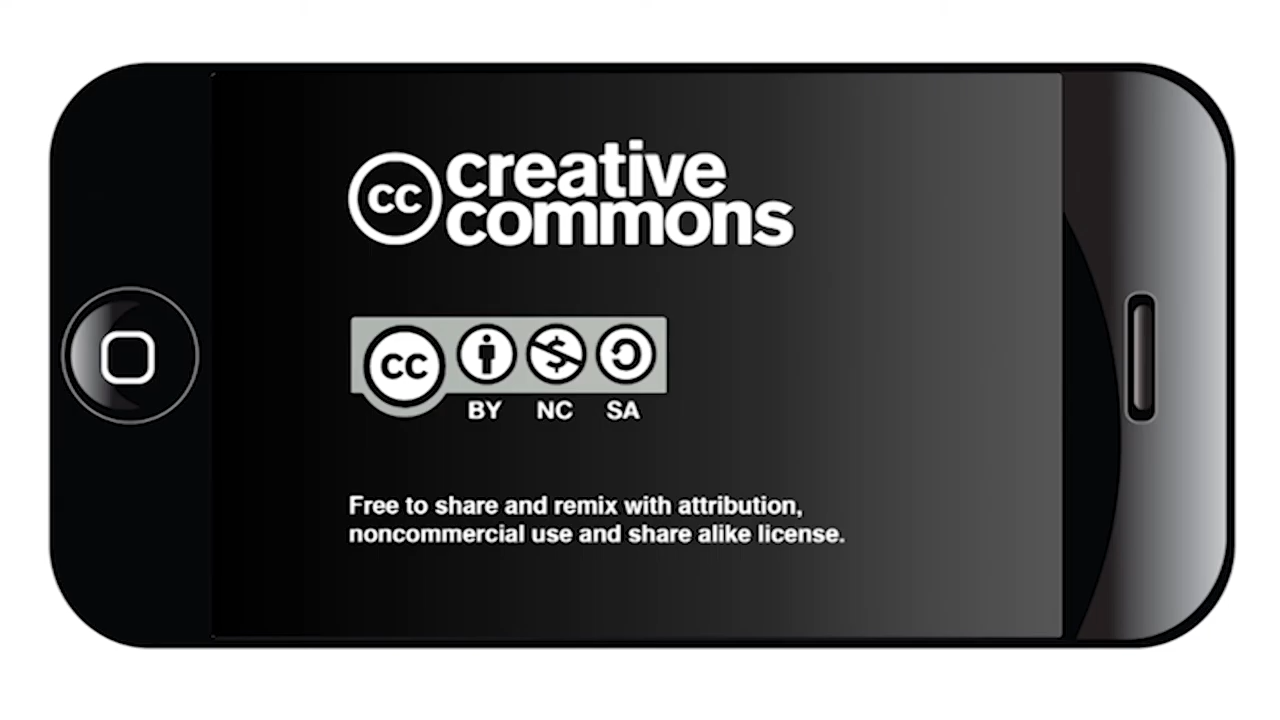 cc creative
commons
cc
BY NC SA
Free to share and remix with attribution,
noncommercial use and share alike license.